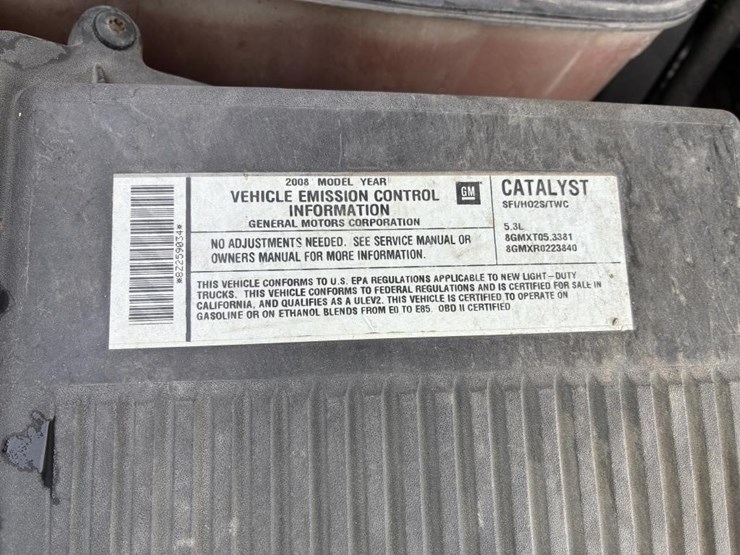 2008 MODEL YEAR
VEHICLE EMISSION CONTROL
INFORMATION
GENERAL MOTORS CORPORATION
GM
NO ADJUSTMENTS NEEDED. SEE SERVICE MANUAL OR
OWNERS MANUAL FOR MORE INFORMATION.
CATALYST
SFI/HO2S/TWC
5.3L
8GMXT05.3381
8GMXR0223840
THIS VEHICLE CONFORMS TO U.S. EPA REGULATIONS APPLICABLE TO NEW LIGHT-DUTY
TRUCKS. THIS VEHICLE CONFORMS TO FEDERAL REGULATIONS AND IS CERTIFIED FOR SALE IN
CALIFORNIA, AND QUALIFIES AS A ULEV2. THIS VEHICLE IS CERTIFIED TO OPERATE ON
GASOLINE OR ON ETHANOL BLENDS FROM E0 TO E85. OBD II CERTIFIED
*82259034*